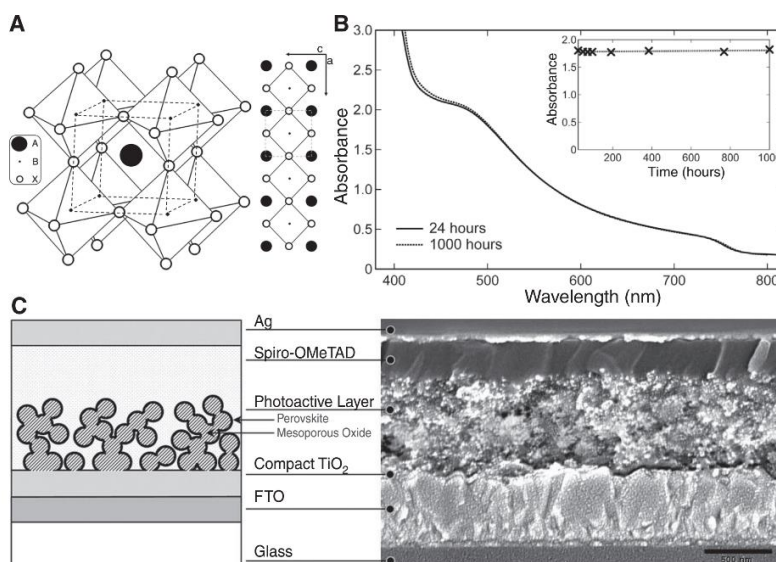 A
c
a
A
B
X
B
3.0
2.5
2.0
1.5
1.0
0.5
0
Absorbance
400
500
600
700
800
Wavelength (nm)
24 hours
1000 hours
2.0
1.5
1.0
0.5
0
Absorbance
200
400
600
800
1000
Time (hours)
C
Ag
Spiro-OMeTAD
Photoactive Layer
Perovskite
Mesoporous Oxide
Compact TiO2
FTO
Glass
500 nm